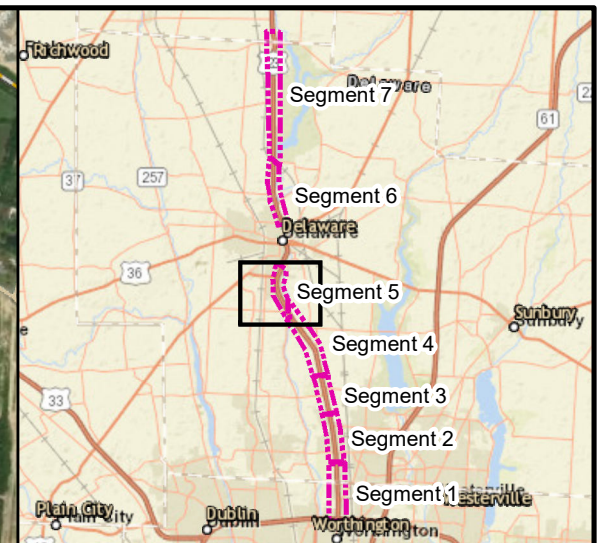 Richwood
23
Delaware
Segment 7
61
37
257
Segment 6
Delaware
36
Segment 5
Sunbury
Segment 4
33
Segment 3
Segment 2
Segment 1
Westerville
Plain City
Dublin
Worthington